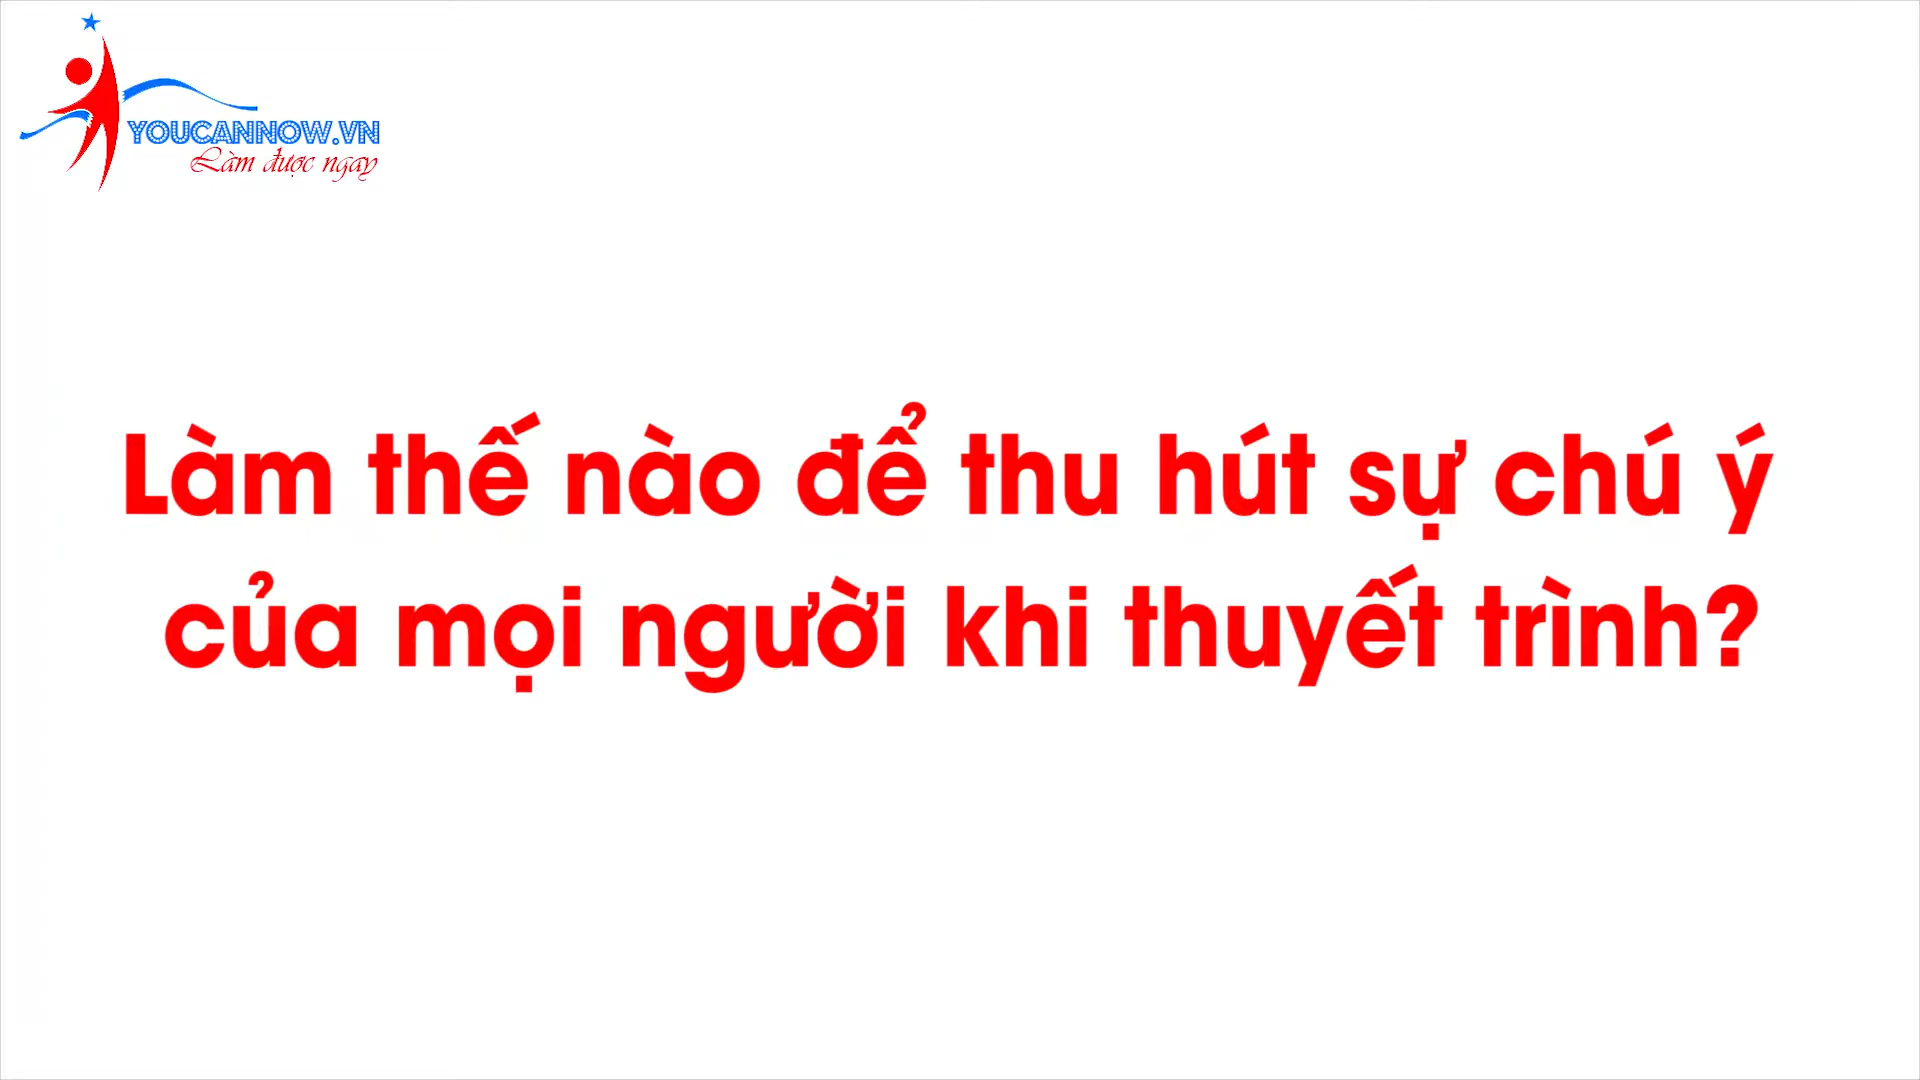 YOUCANNOW.VN
Làm được ngay
Làm thế nào để thu hút sự chú ý
của mọi người khi thuyết trình?